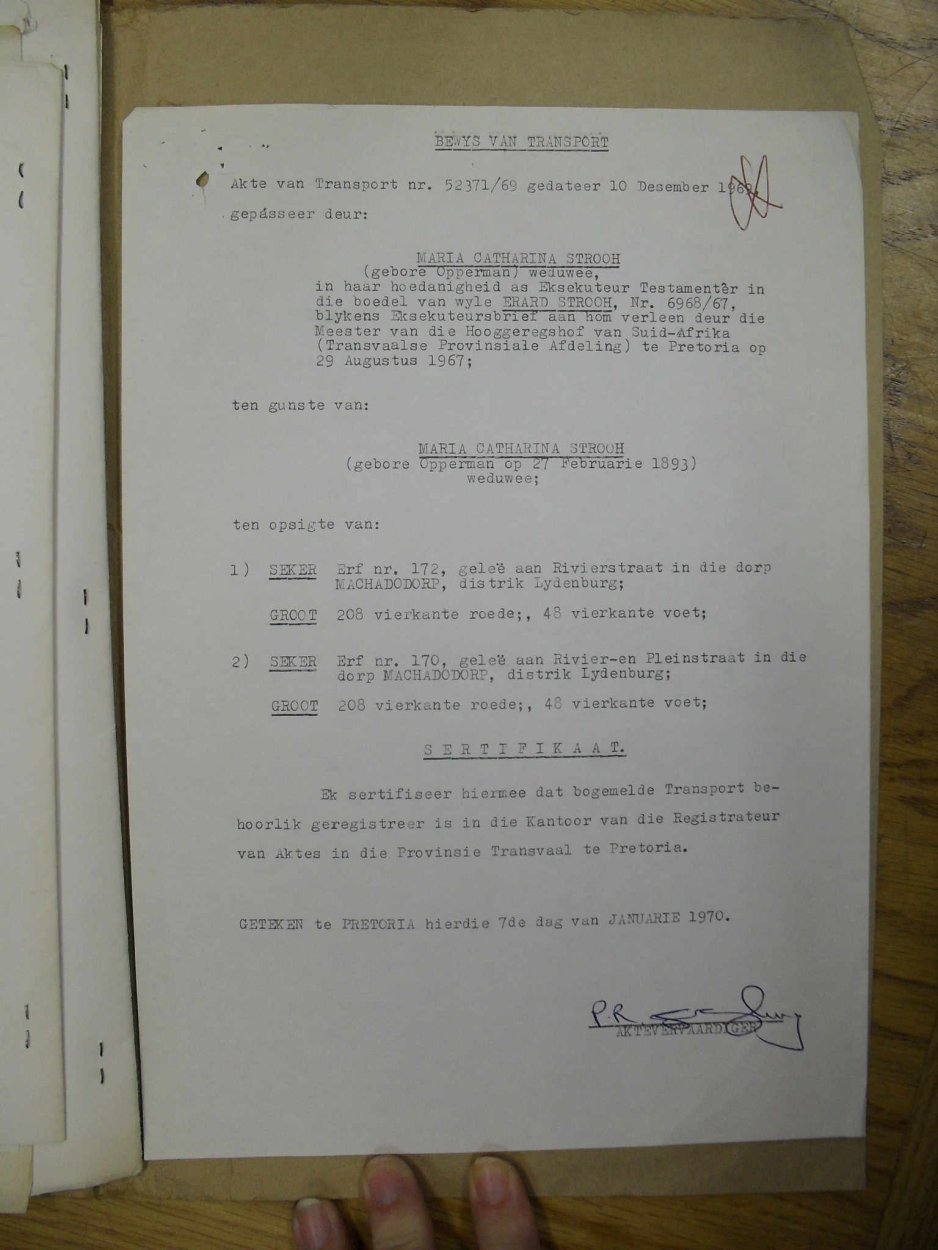 BEWYS VAN TRANSPORT
Akte van Transport nr. 52371/69 gedateer 10 Desember 1969.
gepásseer deur:
MARIA CATHARINA STROOH
(gebore Opperman) weduwee,
in haar hoedanigheid as Eksekuteur Testamentêr in
die boedel van wyle ERARD STROOH, Nr. 6968/67,
blykens Eksekuteursbrief aan hom verleen deur die
Meester van die Hooggeregshof van Suid-Afrika
(Transvaalse Provinsiale Afdeling) te Pretoria op
29 Augustus 1967;
ten gunste van:
MARIA CATHARINA STROOH
(gebore Opperman op 27 Februarie 1893)
weduwee;
ten opsigte van:
1) SEKER Erf nr. 172, geleë aan Rivierstraat in die dorp
MACHADODORP, distrik Lydenburg;
GROOT 208 vierkante roede;, 48 vierkante voet;
2) SEKER Erf nr. 170, geleë aan Rivier-en Pleinstraat in die
dorp MACHADODORP, distrik Lydenburg;
GROOT 208 vierkante roede;, 48 vierkante voet;
S E R T I F I K A A T.
Ek sertifiseer hiermee dat bogemelde Transport be-
hoorlik geregistreer is in die Kantoor van die Registrateur
van Aktes in die Provinsie Transvaal te Pretoria.
GETEKEN te PRETORIA hierdie 7de dag van JANUARIE 1970.
P.R.
AKTEVERVAARDIGER